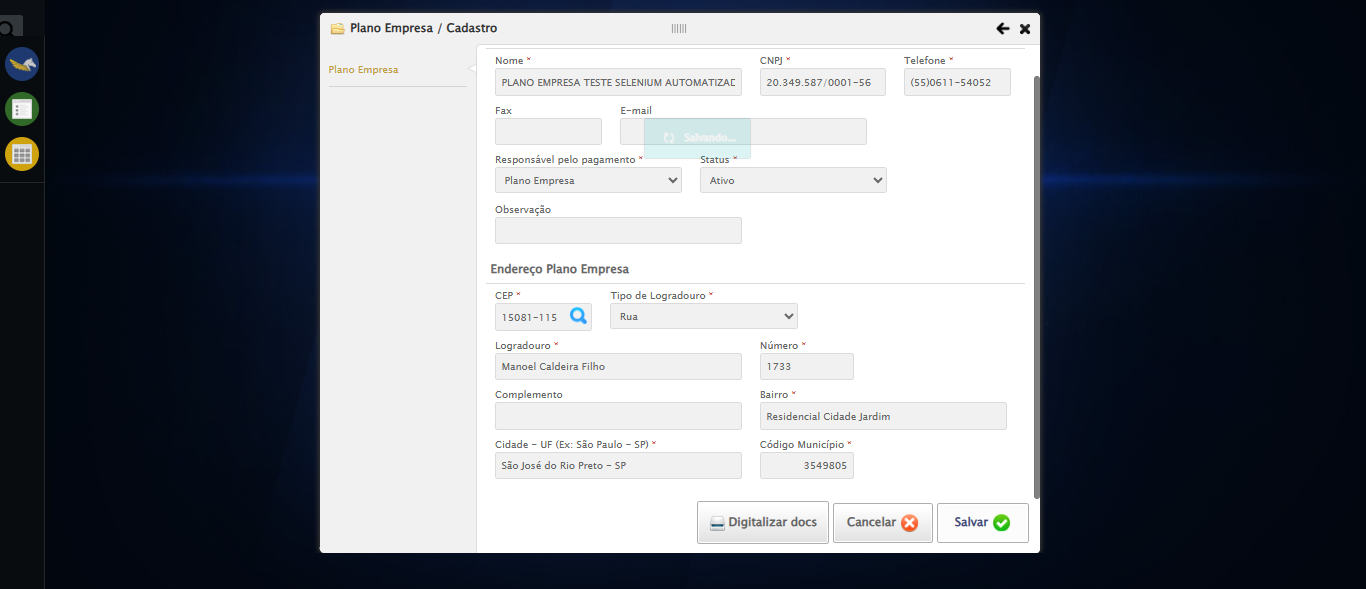 Plano Empresa / Cadastro
Plano Empresa
Nome * CNPJ * Telefone *
PLANO EMPRESA TESTE SELENIUM AUTOMATIZAD 20.349.587/0001-56 (55)0611-54052
Fax E-mail
Salvando...
Responsável pelo pagamento * Status *
Plano Empresa Ativo
Observação
Endereço Plano Empresa
CEP * Tipo de Logradouro *
15081-115 Rua
Logradouro * Número *
Manoel Caldeira Filho 1733
Complemento Bairro *
Residencial Cidade Jardim
Cidade - UF (Ex: São Paulo - SP) * Código Município *
São José do Rio Preto - SP 3549805
Digitalizar docs Cancelar Salvar